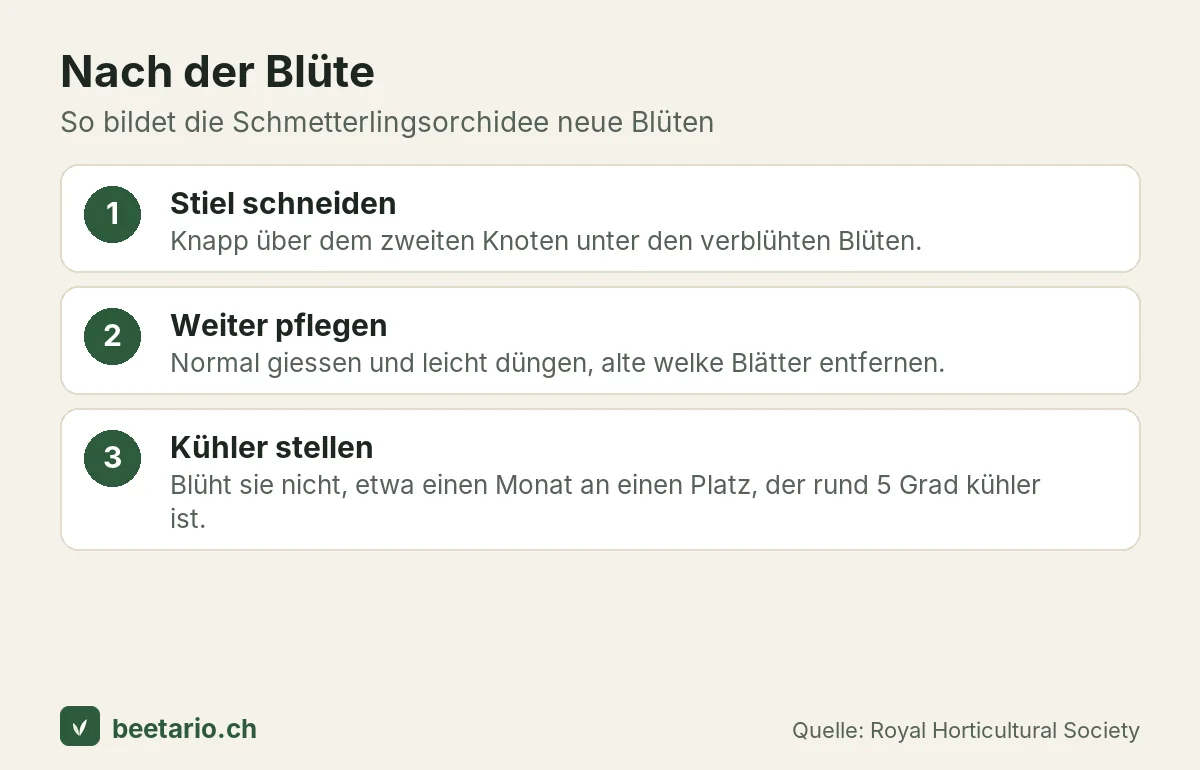 Nach der Blüte
So bildet die Schmetterlingsorchidee neue Blüten
1
Stiel schneiden
Knapp über dem zweiten Knoten unter den verblühten Blüten.
2
Weiter pflegen
Normal giessen und leicht düngen, alte welke Blätter entfernen.
3
Kühler stellen
Blüht sie nicht, etwa einen Monat an einen Platz, der rund 5 Grad kühler
ist.
beetario.ch
Quelle: Royal Horticultural Society